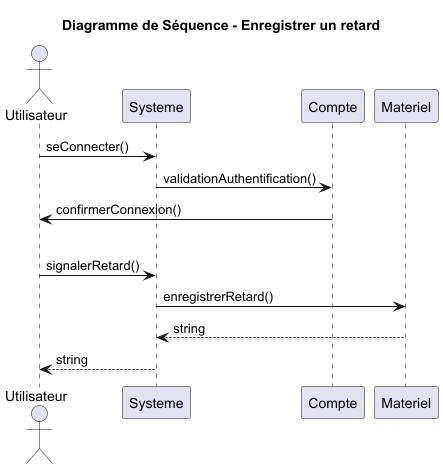 Diagramme de Séquence - Enregistrer un retard
Utilisateur
Systeme
Compte
Materiel
seConnecter()
validationAuthentification()
confirmerConnexion()
signalerRetard()
enregistrerRetard()
string
string
Utilisateur
Systeme
Compte
Materiel